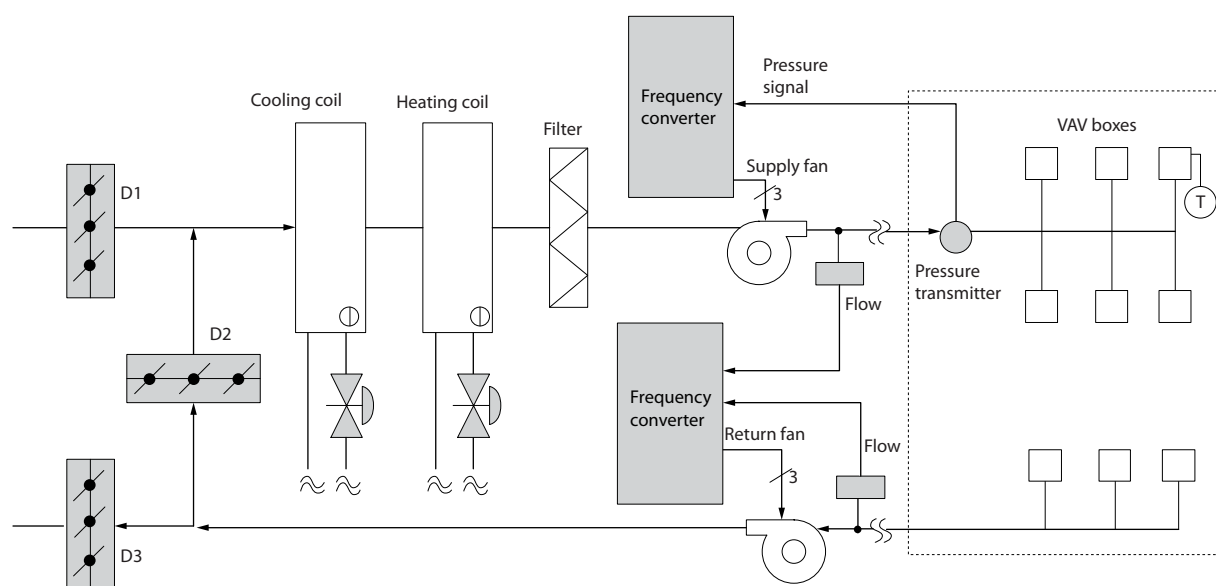 Cooling coil
Heating coil
Filter
Frequency
converter
Pressure
signal
VAV boxes
D1
Supply fan
3
T
Pressure
transmitter
Flow
D2
Frequency
converter
Return fan
Flow
3
D3